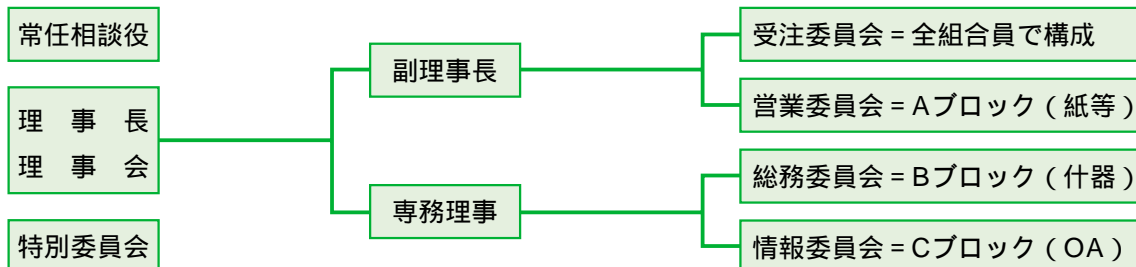 常任相談役
理　事　長
理　事　会
特別委員会
副理事長
専務理事
受注委員会 = 全組合員で構成
営業委員会 = Aブロック ( 紙等 )
総務委員会 = Bブロック ( 什器 )
情報委員会 = Cブロック ( OA )